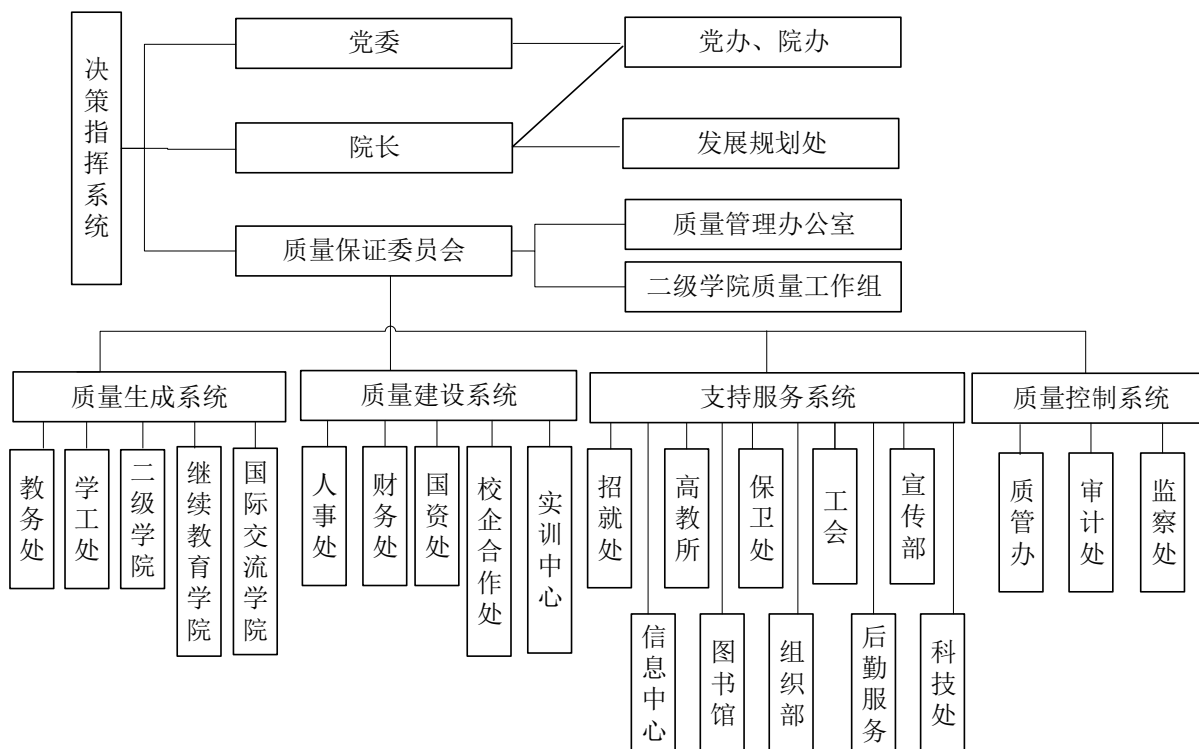 决策指挥系统
党委
党办、院办
院长
发展规划处
质量保证委员会
质量管理办公室
二级学院质量工作组
质量生成系统
质量建设系统
支持服务系统
质量控制系统
教务处
学工处
二级学院
继续教育学院
国际交流学院
人事处
财务处
国资处
校企合作处
实训中心
招就处
高教所
保卫处
工会
宣传部
质管办
审计处
监察处
信息中心
图书馆
组织部
后勤服务
科技处